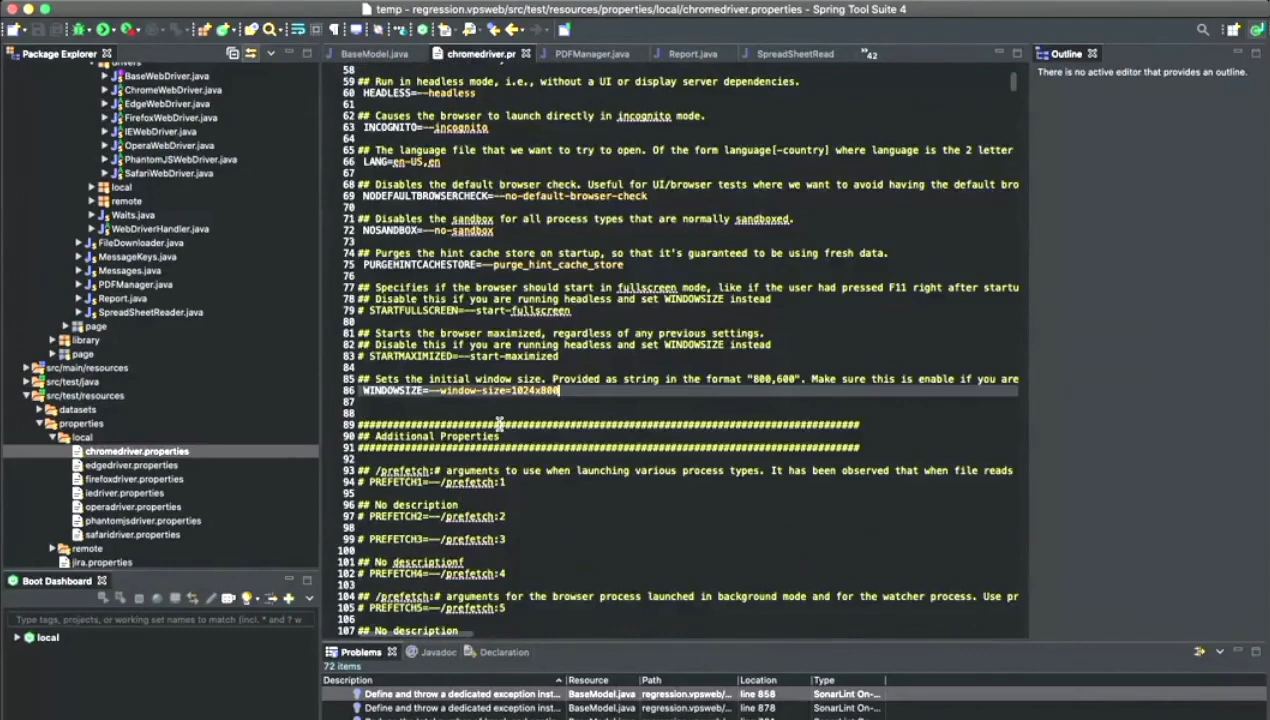 temp - regression.vpsweb/src/test/resources/properties/local/chromedriver.properties - Spring Tool Suite 4
Package Explorer
BaseModel.java
chromedriver.pr
PDFManager.java
Report.java
SpreadSheetRead
»42
Outline
There is no active editor that provides an outline.
drivers
BaseWebDriver.java
ChromeWebDriver.java
EdgeWebDriver.java
FirefoxWebDriver.java
IEWebDriver.java
OperaWebDriver.java
PhantomJSWebDriver.java
SafariWebDriver.java
local
remote
Waits.java
WebDriverHandler.java
FileDownloader.java
MessageKeys.java
Messages.java
PDFManager.java
Report.java
SpreadSheetReader.java
page
library
page
src/main/resources
src/test/java
src/test/resources
datasets
properties
local
chromedriver.properties
edgedriver.properties
firefoxdriver.properties
iedriver.properties
operadriver.properties
phantomjsdriver.properties
safaridriver.properties
remote
jira.properties
58
59 ## Run in headless mode, i.e., without a UI or display server dependencies.
60 HEADLESS=--headless
61
62 ## Causes the browser to launch directly in incognito mode.
63 INCOGNITO=--incognito
64
65 ## The language file that we want to try to open. Of the form language[-country] where language is the 2 letter
66 LANG=en-US,en
67
68 ## Disables the default browser check. Useful for UI/browser tests where we want to avoid having the default bro
69 NODEFAULTBROWSERCHECK=--no-default-browser-check
70
71 ## Disables the sandbox for all process types that are normally sandboxed.
72 NOSANDBOX=--no-sandbox
73
74 ## Purges the hint cache store on startup, so that it's guaranteed to be using fresh data.
75 PURGEHINTCACHESTORE=--purge_hint_cache_store
76
77 ## Specifies if the browser should start in fullscreen mode, like if the user had pressed F11 right after startu
78 ## Disable this if you are running headless and set WINDOWSIZE instead
79 # STARTFULLSCREEN=--start-fullscreen
80
81 ## Starts the browser maximized, regardless of any previous settings.
82 ## Disable this if you are running headless and set WINDOWSIZE instead
83 # STARTMAXIMIZED=--start-maximized
84
85 ## Sets the initial window size. Provided as string in the format "800,600". Make sure this is enable if you are
86 WINDOWSIZE=--window-size=1024x800
87
88
89 ####################################################################################
90 ## Additional Properties
91 ####################################################################################
92
93 ## /prefetch:# arguments to use when launching various process types. It has been observed that when file reads
94 # PREFETCH1=--/prefetch:1
95
96 ## No description
97 # PREFETCH2=--/prefetch:2
98
99 # PREFETCH3=--/prefetch:3
100
101 ## No descriptionf
102 # PREFETCH4=--/prefetch:4
103
104 ## /prefetch:# arguments for the browser process launched in background mode and for the watcher process. Use pr
105 # PREFETCH5=--/prefetch:5
106
107 ## No description
Boot Dashboard
Type tags, projects, or working set names to match (incl. * and ? w
local
Problems
@ Javadoc
Declaration
72 items
Description Resource Path Location Type
Define and throw a dedicated exception inst... BaseModel.java regression.vpsweb/... line 858 SonarLint On-...
Define and throw a dedicated exception inst... BaseModel.java regression.vpsweb/... line 878 SonarLint On-...